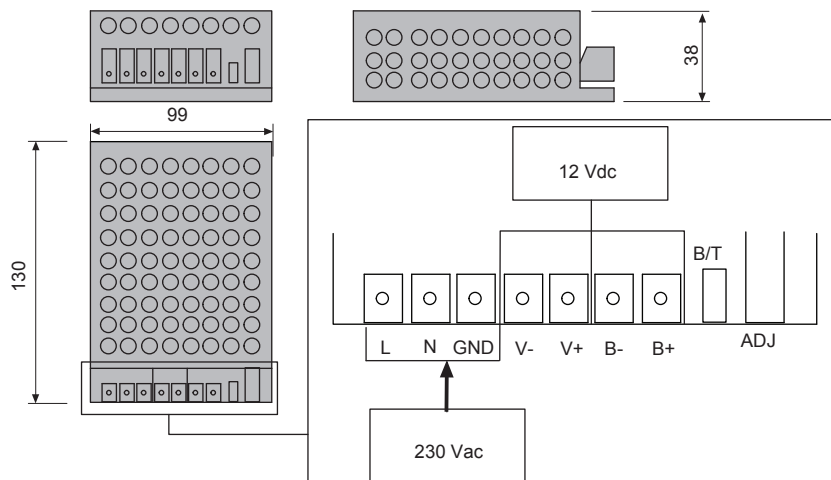 38
99
130
12 Vdc
B/T
L N GND V- V+ B- B+ ADJ
230 Vac